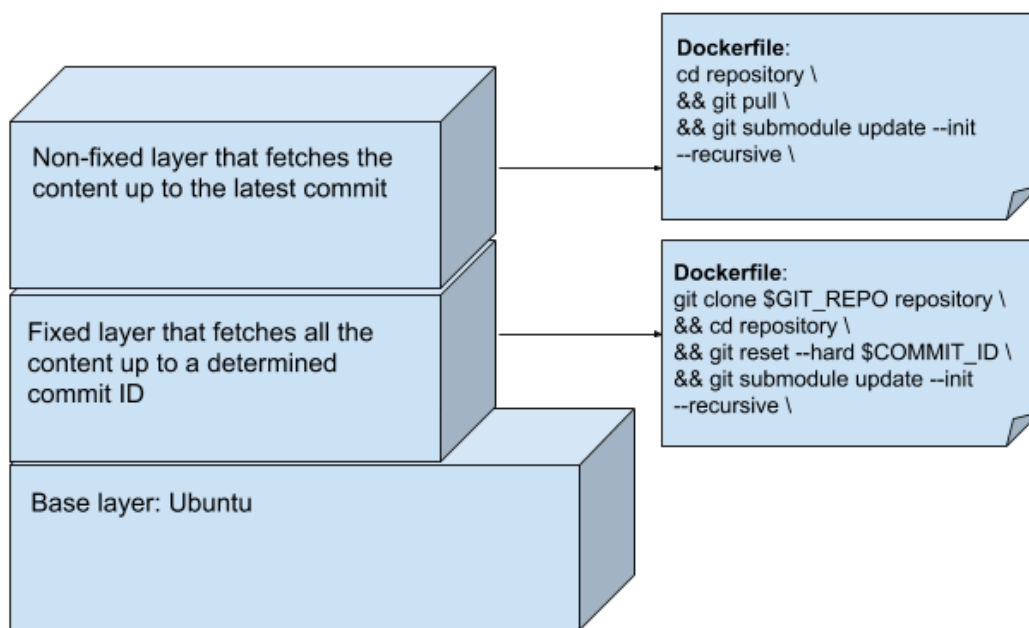 Non-fixed layer that fetches the
content up to the latest commit
Fixed layer that fetches all the
content up to a determined
commit ID
Base layer: Ubuntu
Dockerfile:
cd repository \
&& git pull \
&& git submodule update --init
--recursive \
Dockerfile:
git clone $GIT_REPO repository \
&& cd repository \
&& git reset --hard $COMMIT_ID \
&& git submodule update --init
--recursive \